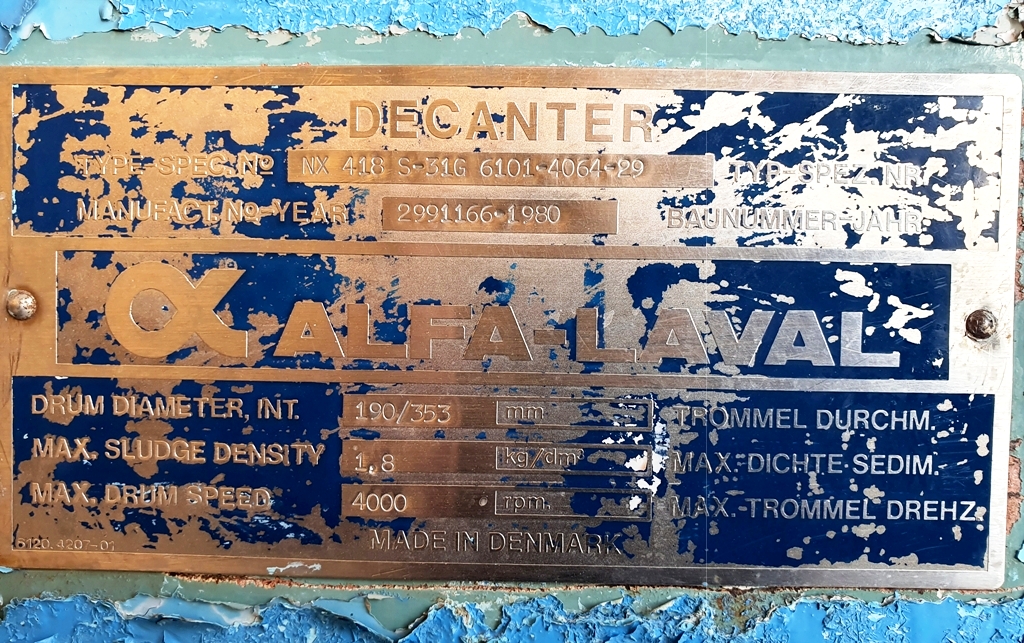 DECANTER
TYPE-SPEC. Nº NX 418 S-31G 6101-4064-29 TYP-SPEZ. NR.
MANUFACT. Nº-YEAR 2991166·1980 BAUNUMMER-JAHR
ALFA-LAVAL
DRUM DIAMETER, INT. 190/353 mm TROMMEL DURCHM.
MAX. SLUDGE DENSITY 1,8 kg/dm³ MAX.-DICHTE SEDIM.
MAX. DRUM SPEED 4000 rpm. MAX.-TROMMEL DREHZ.
MADE IN DENMARK
6120.4207-01